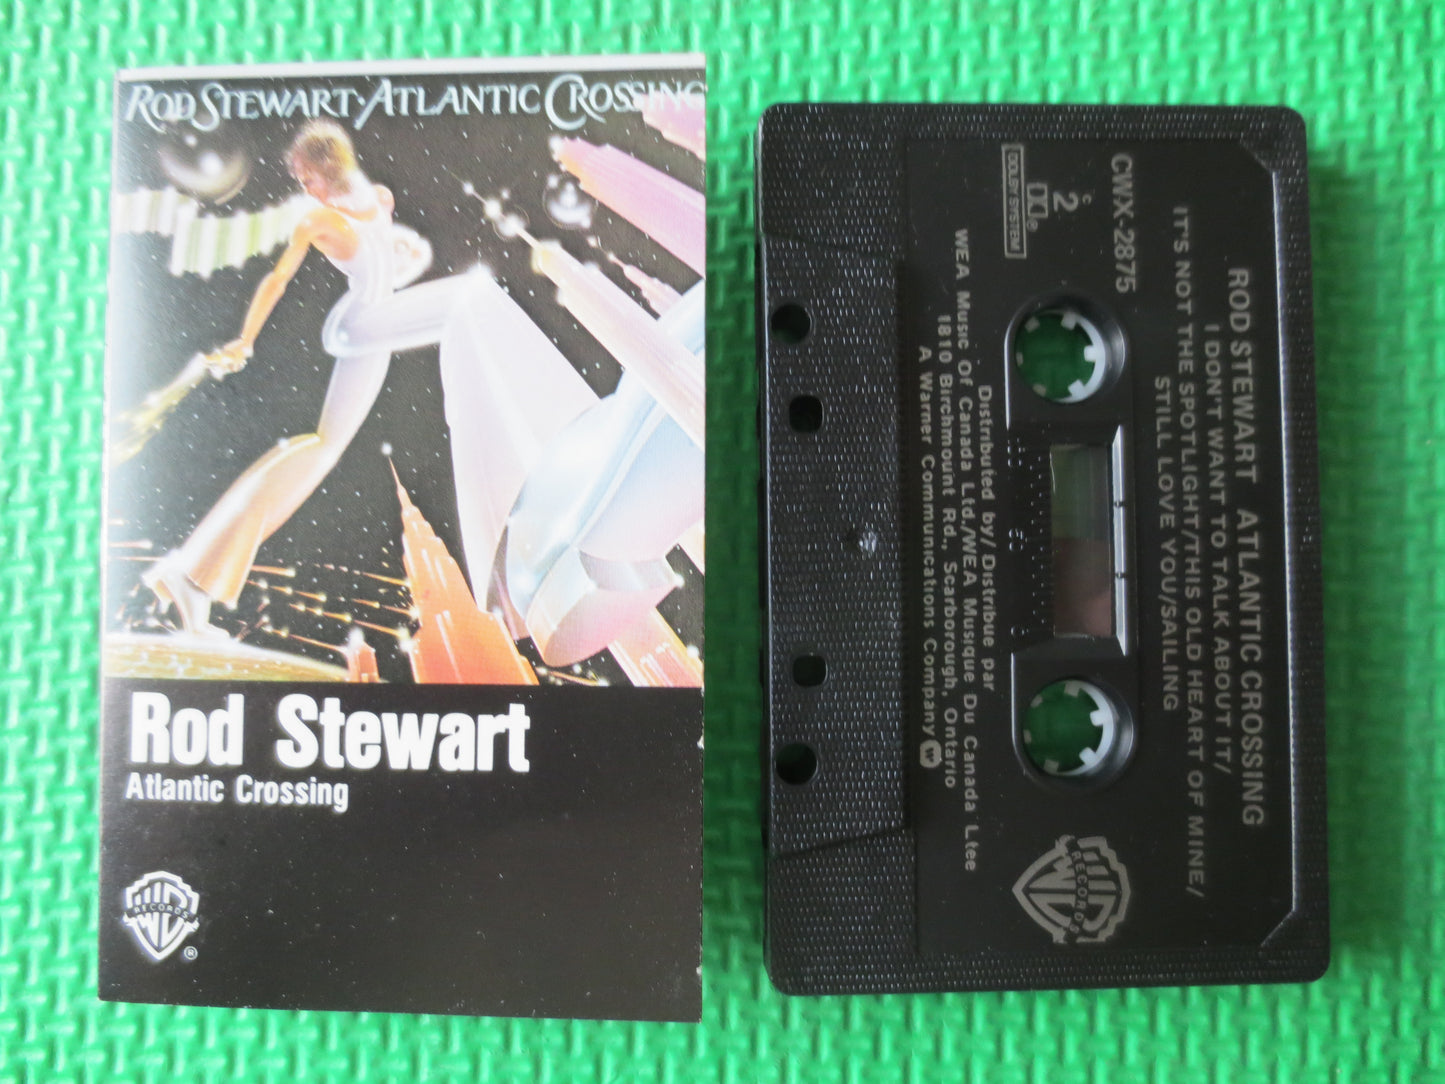 ROD STEWART·ATLANTIC CROSSING
Rod Stewart
Atlantic Crossing
RECORDS
®
ROD STEWART ATLANTIC CROSSING
I DON'T WANT TO TALK ABOUT IT/
IT'S NOT THE SPOTLIGHT/THIS OLD HEART OF MINE/
STILL LOVE YOU/SAILING
CWX-2875
c
2
®
DOLBY SYSTEM
RECORDS
Distributed by/Distribue par
WEA Music Of Canada Ltd./WEA Musique Du Canada Ltee
1810 Birchmount Rd., Scarborough, Ontario
A Warner Communications Company